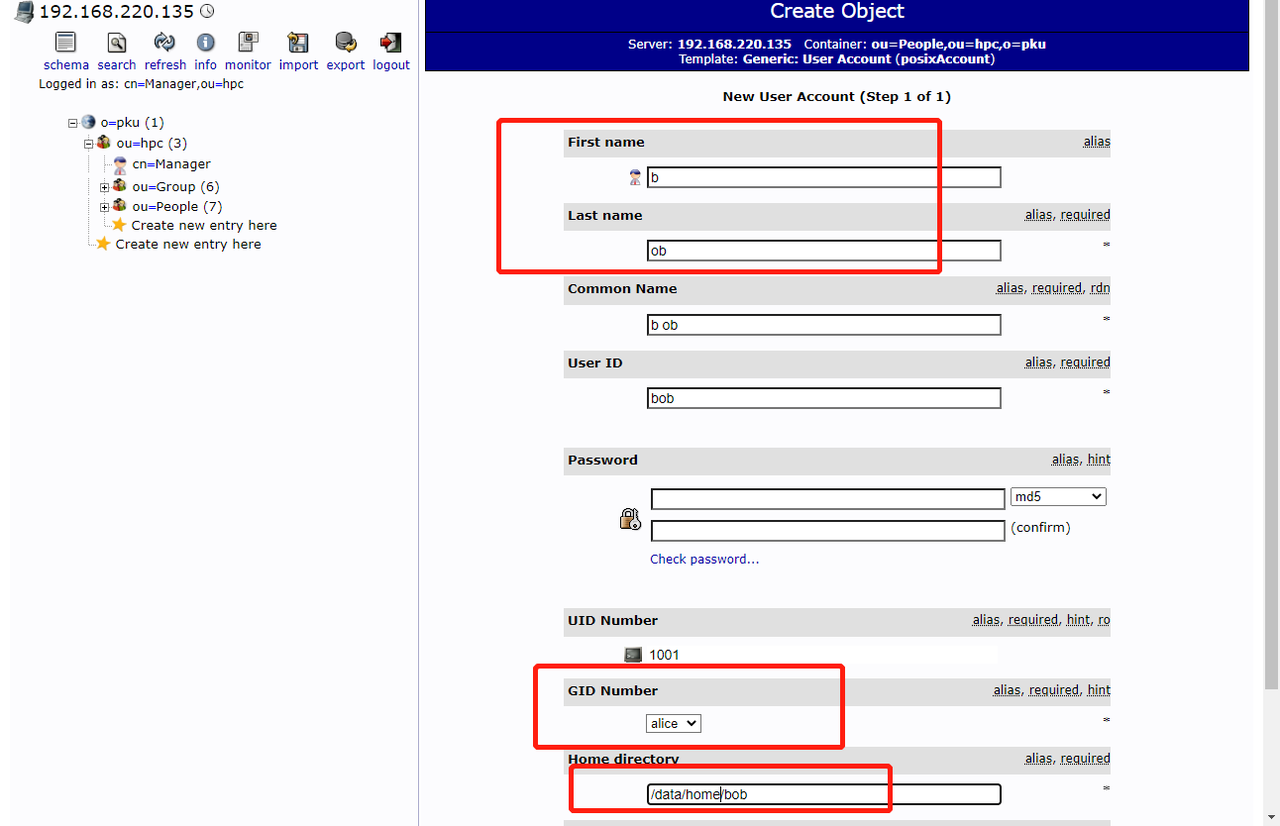 192.168.220.135
schema search refresh info monitor import export logout
Logged in as: cn=Manager,ou=hpc
o=pku (1)
ou=hpc (3)
cn=Manager
ou=Group (6)
ou=People (7)
Create new entry here
Create new entry here
Create Object
Server: 192.168.220.135 Container: ou=People,ou=hpc,o=pku
Template: Generic: User Account (posixAccount)
New User Account (Step 1 of 1)
First name alias
b
Last name alias, required
ob *
Common Name alias, required, rdn
b ob *
User ID alias, required
bob *
Password alias, hint
md5
(confirm)
Check password...
UID Number alias, required, hint, ro
1001
GID Number alias, required, hint
alice *
Home directory alias, required
/data/home/bob *